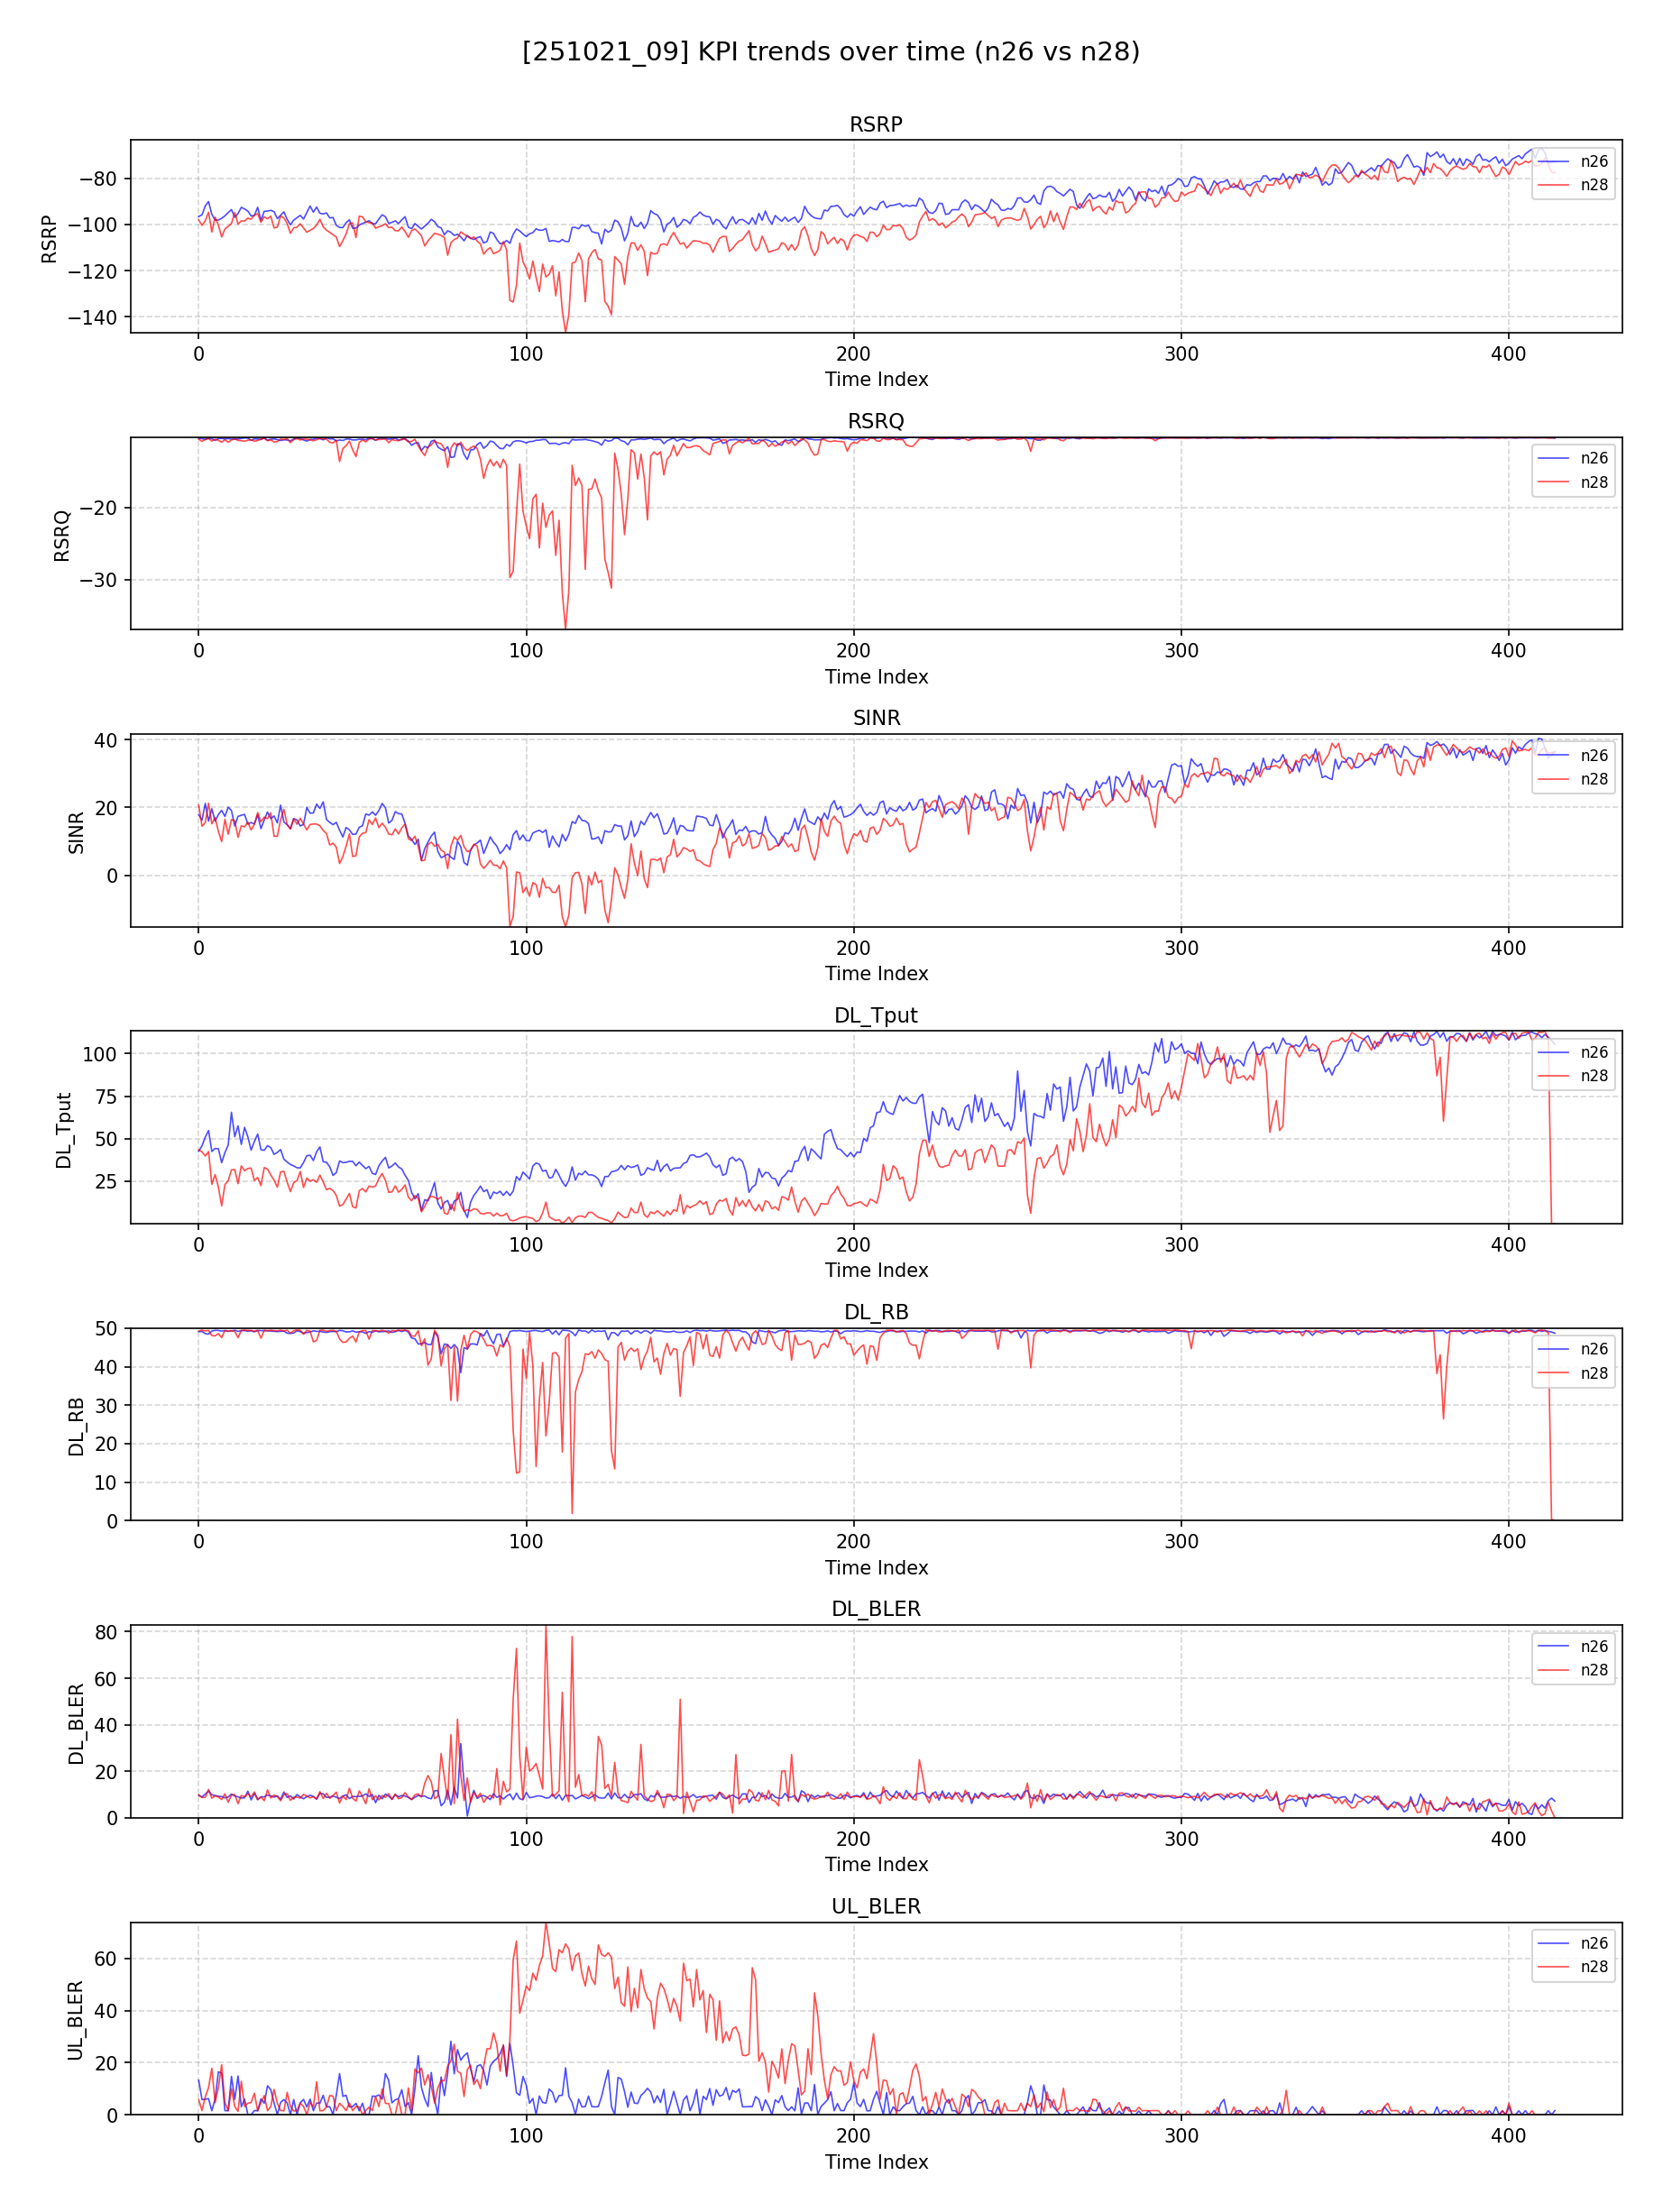 [251021_09] KPI trends over time (n26 vs n28)
RSRP
RSRP
−80
−100
−120
−140
n26
n28
0 100 200 300 400
Time Index
RSRQ
RSRQ
−20
−30
n26
n28
0 100 200 300 400
Time Index
SINR
SINR
40
20
0
n26
n28
0 100 200 300 400
Time Index
DL_Tput
DL_Tput
100
75
50
25
n26
n28
0 100 200 300 400
Time Index
DL_RB
DL_RB
50
40
30
20
10
0
n26
n28
0 100 200 300 400
Time Index
DL_BLER
DL_BLER
80
60
40
20
0
n26
n28
0 100 200 300 400
Time Index
UL_BLER
UL_BLER
60
40
20
0
n26
n28
0 100 200 300 400
Time Index